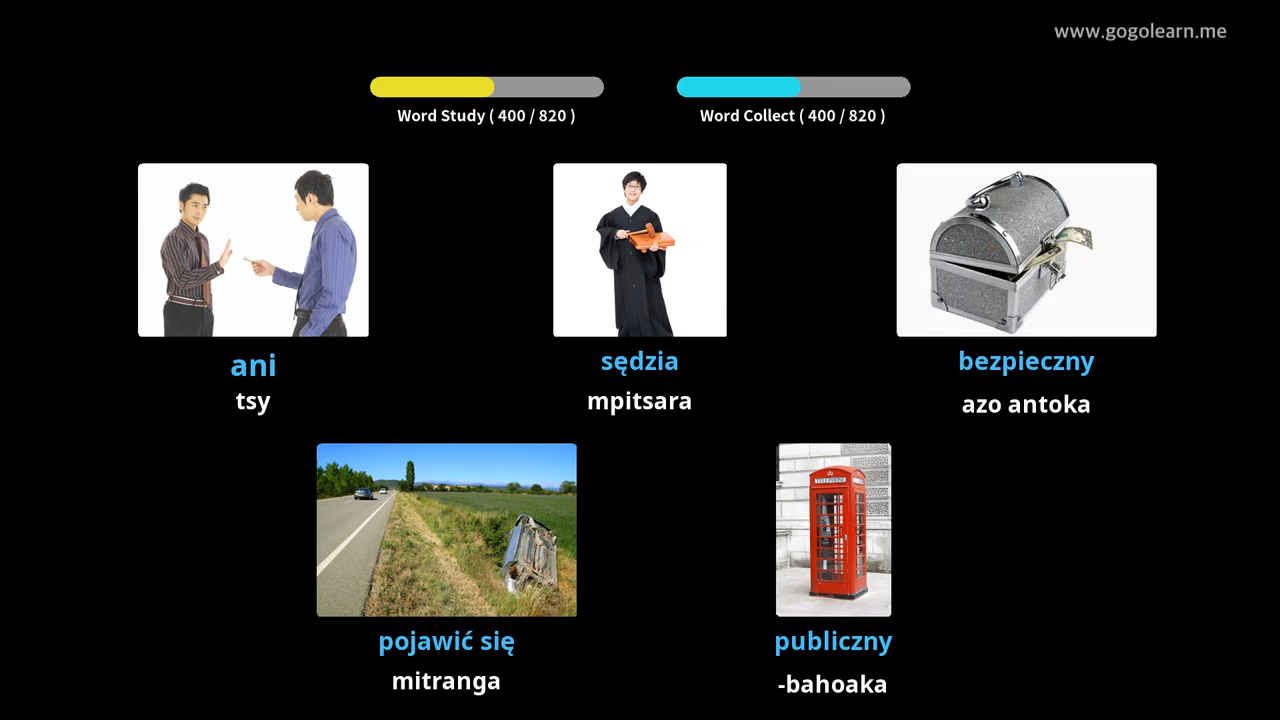 www.gogolearn.me
Word Study ( 400 / 820 )
Word Collect ( 400 / 820 )
ani
tsy
sędzia
mpitsara
bezpieczny
azo antoka
TELEPHONE
pojawić się
mitranga
publiczny
-bahoaka